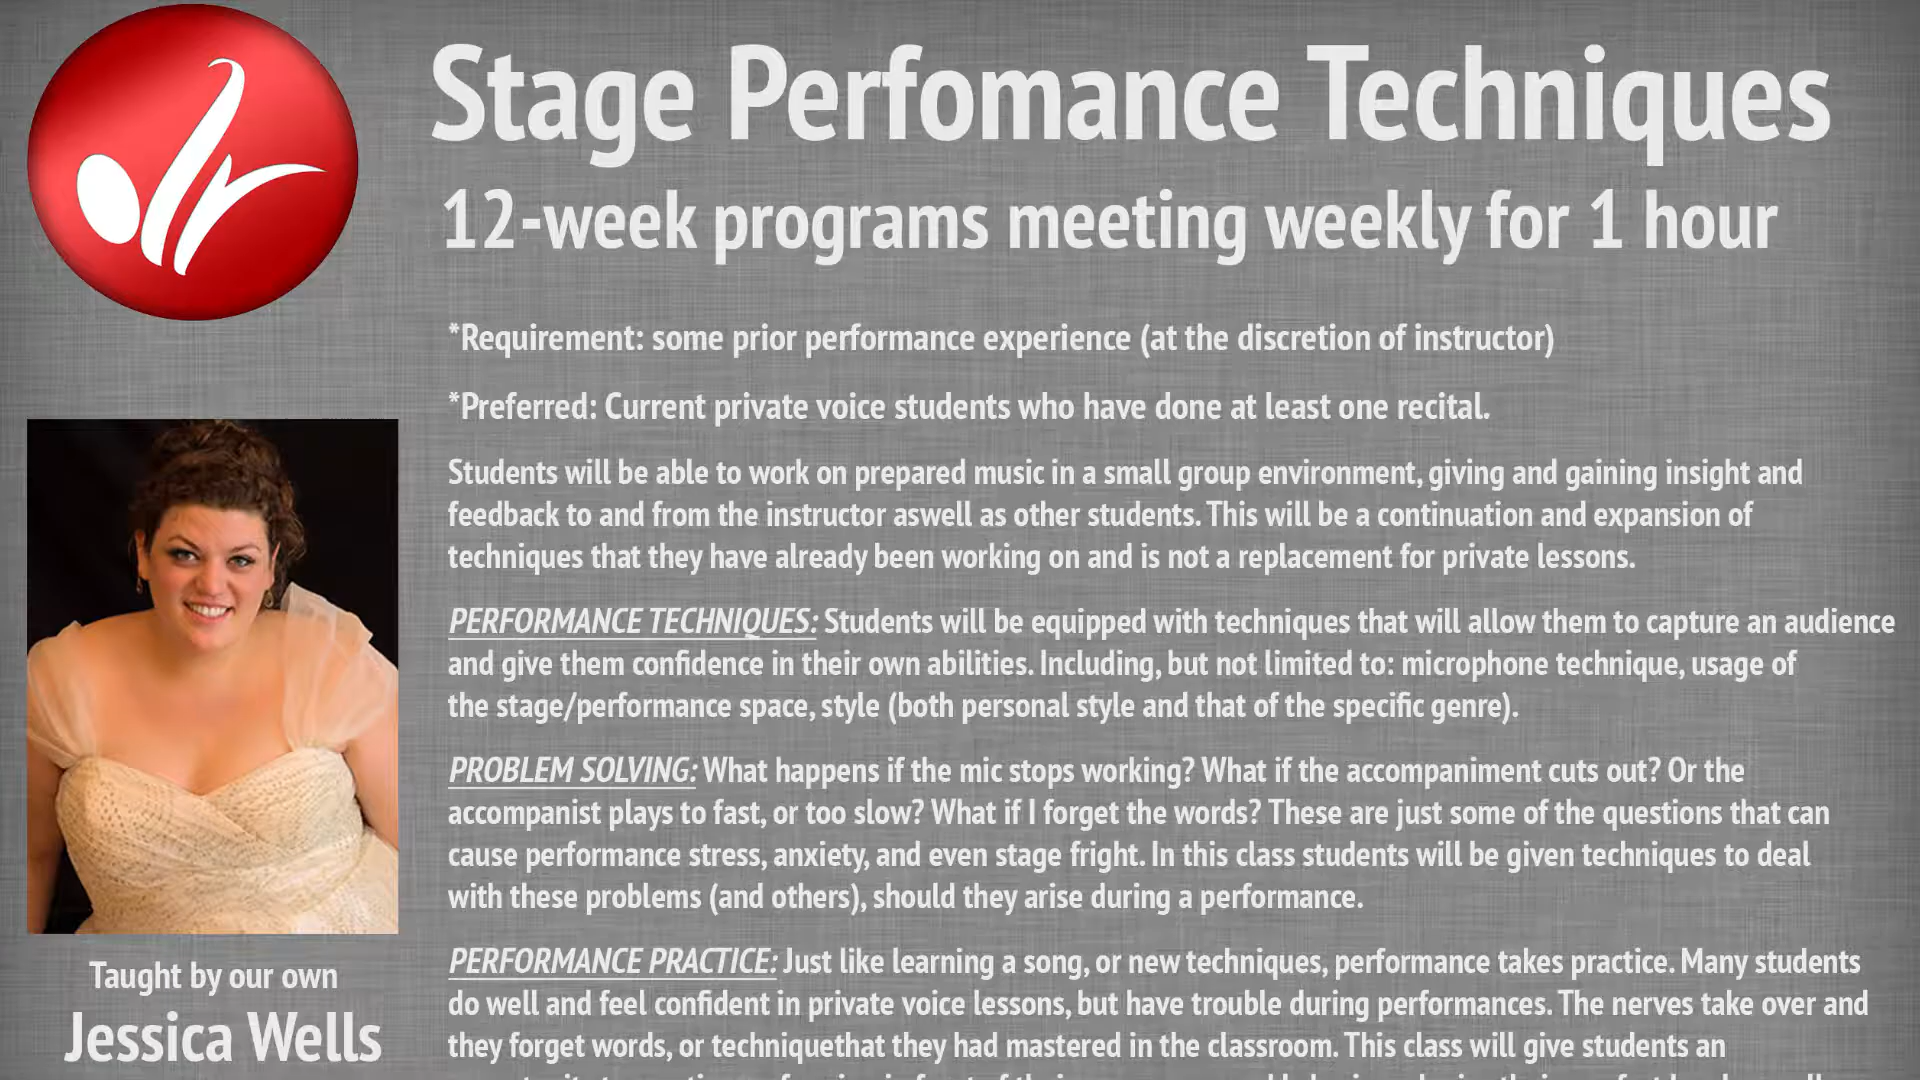 Stage Perfomance Techniques
12-week programs meeting weekly for 1 hour
*Requirement: some prior performance experience (at the discretion of instructor)
*Preferred: Current private voice students who have done at least one recital.
Students will be able to work on prepared music in a small group environment, giving and gaining insight and
feedback to and from the instructor aswell as other students. This will be a continuation and expansion of
techniques that they have already been working on and is not a replacement for private lessons.
PERFORMANCE TECHNIQUES: Students will be equipped with techniques that will allow them to capture an audience
and give them confidence in their own abilities. Including, but not limited to: microphone technique, usage of
the stage/performance space, style (both personal style and that of the specific genre).
PROBLEM SOLVING: What happens if the mic stops working? What if the accompaniment cuts out? Or the
accompanist plays to fast, or too slow? What if I forget the words? These are just some of the questions that can
cause performance stress, anxiety, and even stage fright. In this class students will be given techniques to deal
with these problems (and others), should they arise during a performance.
PERFORMANCE PRACTICE: Just like learning a song, or new techniques, performance takes practice. Many students
do well and feel confident in private voice lessons, but have trouble during performances. The nerves take over and
they forget words, or techniquethat they had mastered in the classroom. This class will give students an
Taught by our own
Jessica Wells